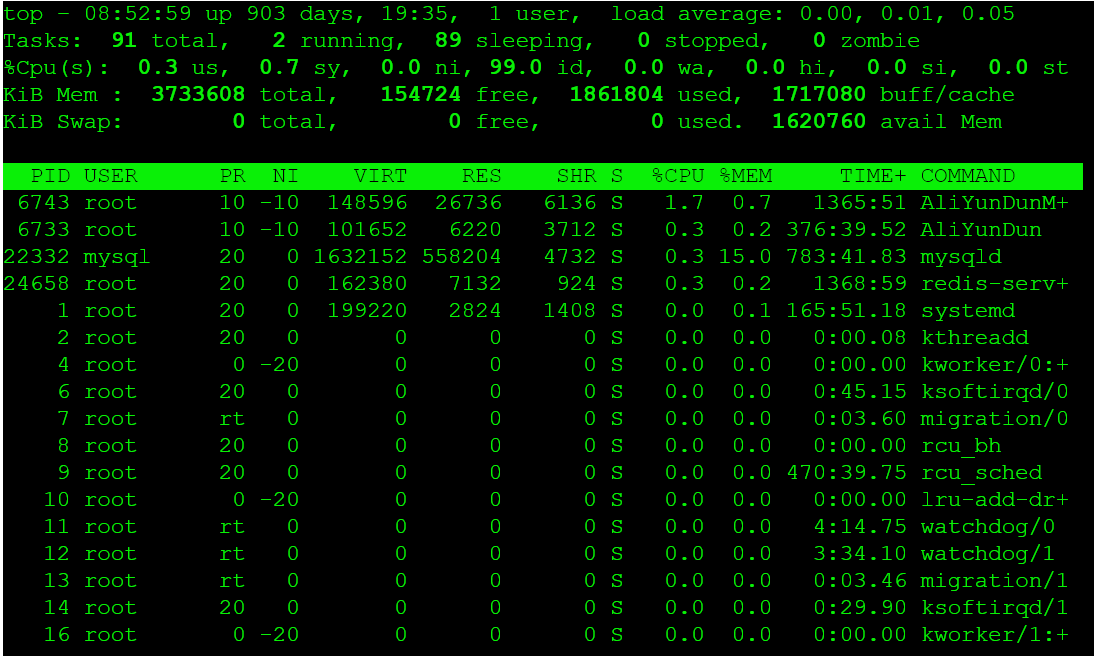 top - 08:52:59 up 903 days, 19:35,  1 user,  load average: 0.00, 0.01, 0.05
Tasks:  91 total,   2 running,  89 sleeping,   0 stopped,   0 zombie
%Cpu(s):  0.3 us,  0.7 sy,  0.0 ni, 99.0 id,  0.0 wa,  0.0 hi,  0.0 si,  0.0 st
KiB Mem :  3733608 total,   154724 free,  1861804 used,  1717080 buff/cache
KiB Swap:        0 total,        0 free,        0 used.  1620760 avail Mem
  PID USER      PR  NI    VIRT    RES    SHR S  %CPU %MEM     TIME+ COMMAND
 6743 root      10 -10  148596  26736   6136 S   1.7  0.7   1365:51 AliYunDunM+
 6733 root      10 -10  101652   6220   3712 S   0.3  0.2 376:39.52 AliYunDun
22332 mysql     20   0 1632152 558204   4732 S   0.3 15.0 783:41.83 mysqld
24658 root      20   0  162380   7132    924 S   0.3  0.2   1368:59 redis-serv+
    1 root      20   0  199220   2824   1408 S   0.0  0.1 165:51.18 systemd
    2 root      20   0       0      0      0 S   0.0  0.0   0:00.08 kthreadd
    4 root       0 -20       0      0      0 S   0.0  0.0   0:00.00 kworker/0:+
    6 root      20   0       0      0      0 S   0.0  0.0   0:45.15 ksoftirqd/0
    7 root      rt   0       0      0      0 S   0.0  0.0   0:03.60 migration/0
    8 root      20   0       0      0      0 S   0.0  0.0   0:00.00 rcu_bh
    9 root      20   0       0      0      0 S   0.0  0.0 470:39.75 rcu_sched
   10 root       0 -20       0      0      0 S   0.0  0.0   0:00.00 lru-add-dr+
   11 root      rt   0       0      0      0 S   0.0  0.0   4:14.75 watchdog/0
   12 root      rt   0       0      0      0 S   0.0  0.0   3:34.10 watchdog/1
   13 root      rt   0       0      0      0 S   0.0  0.0   0:03.46 migration/1
   14 root      20   0       0      0      0 S   0.0  0.0   0:29.90 ksoftirqd/1
   16 root       0 -20       0      0      0 S   0.0  0.0   0:00.00 kworker/1:+